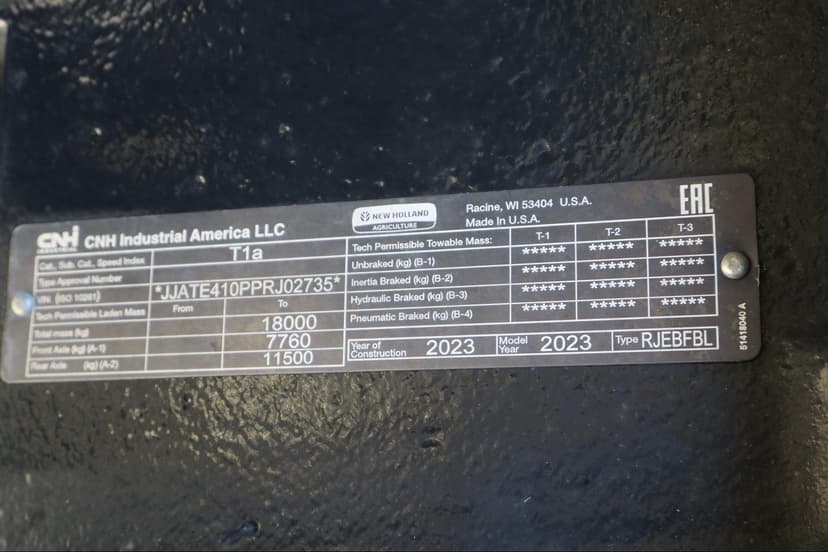 CNH CNH Industrial America LLC
NEW HOLLAND
AGRICULTURE
Racine, WI 53404 U.S.A.
Made in U.S.A.
EAC
Cat., Sub. Cat., Speed Index T1a
Type Approval Number
VIN (ISO 10261) *JJATE410PPRJ02735*
Tech Permissible Laden Mass From To
Total mass (kg) 18000
Front Axle (kg) (A-1) 7760
Rear Axle (kg) (A-2) 11500
Tech Permissible Towable Mass: T-1 T-2 T-3
Unbraked (kg) (B-1) ***** ***** *****
Inertia Braked (kg) (B-2) ***** ***** *****
Hydraulic Braked (kg) (B-3) ***** ***** *****
Pneumatic Braked (kg) (B-4) ***** ***** *****
Year of Construction 2023 Model Year 2023 Type RJEBFBL
51418040 A